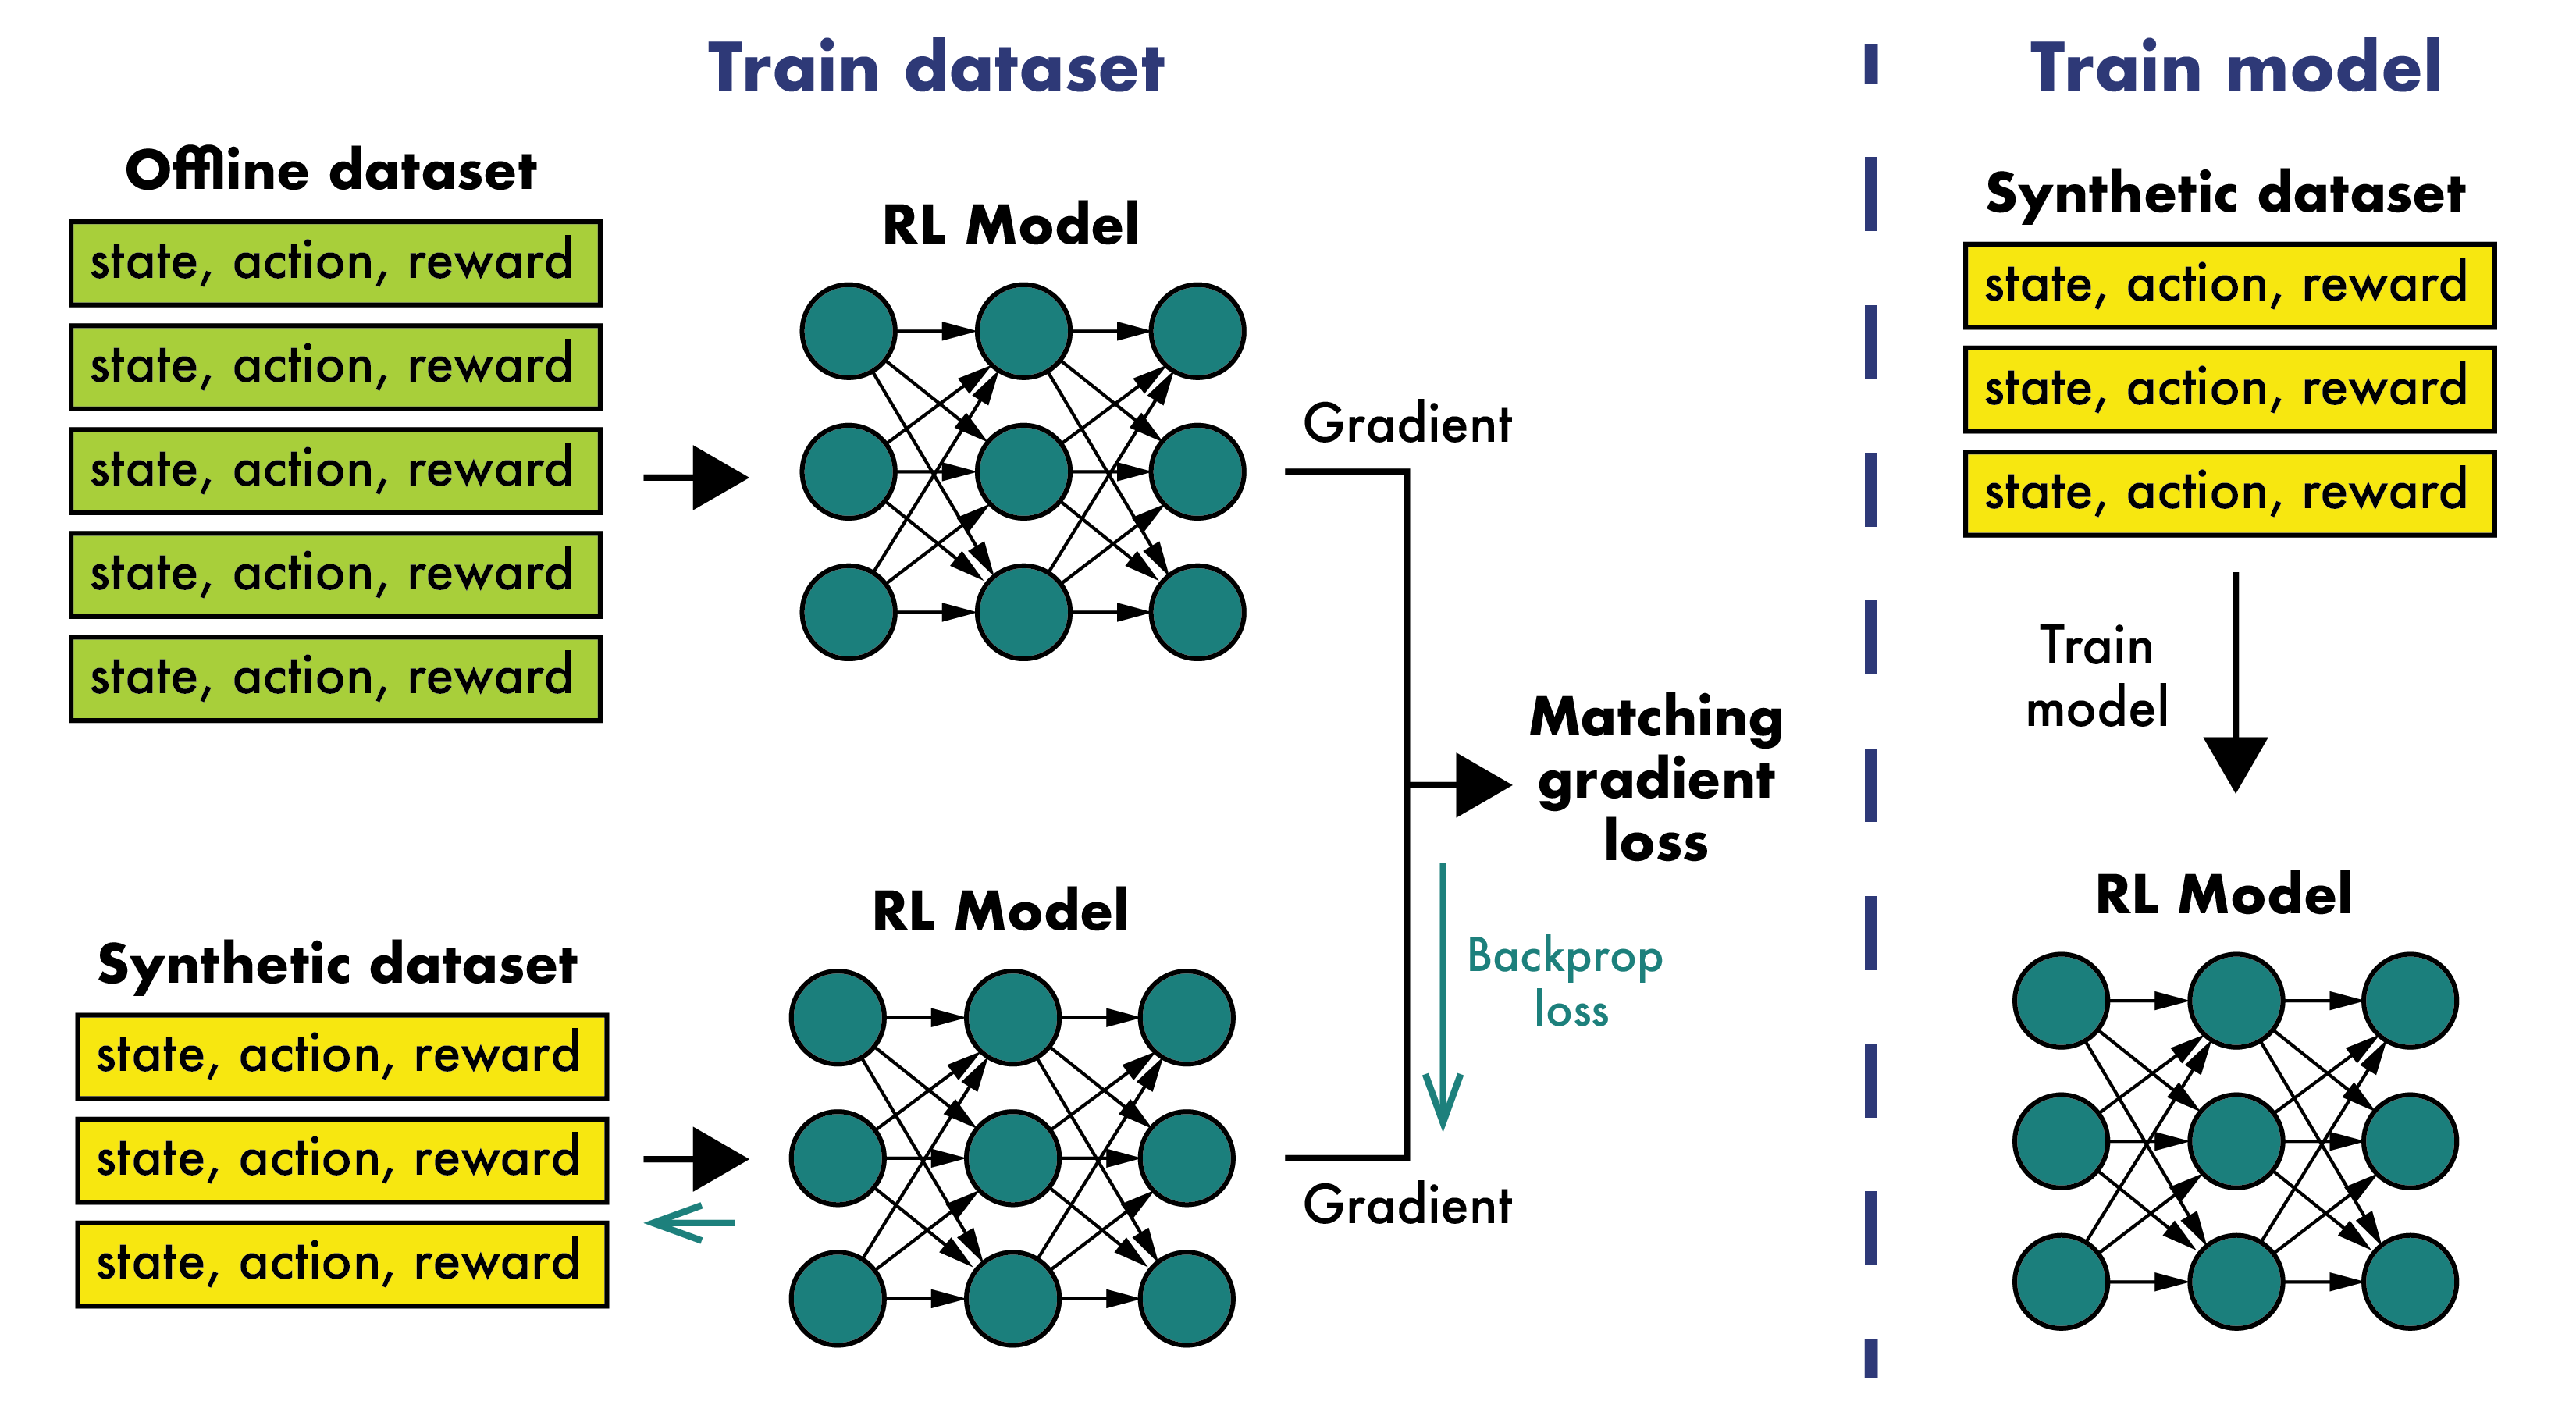 Train dataset
Offline dataset
state, action, reward
state, action, reward
state, action, reward
state, action, reward
state, action, reward
RL Model
Gradient
Matching
gradient
loss
Backprop
loss
Synthetic dataset
state, action, reward
state, action, reward
state, action, reward
RL Model
Gradient
Train model
Synthetic dataset
state, action, reward
state, action, reward
state, action, reward
Train
model
RL Model